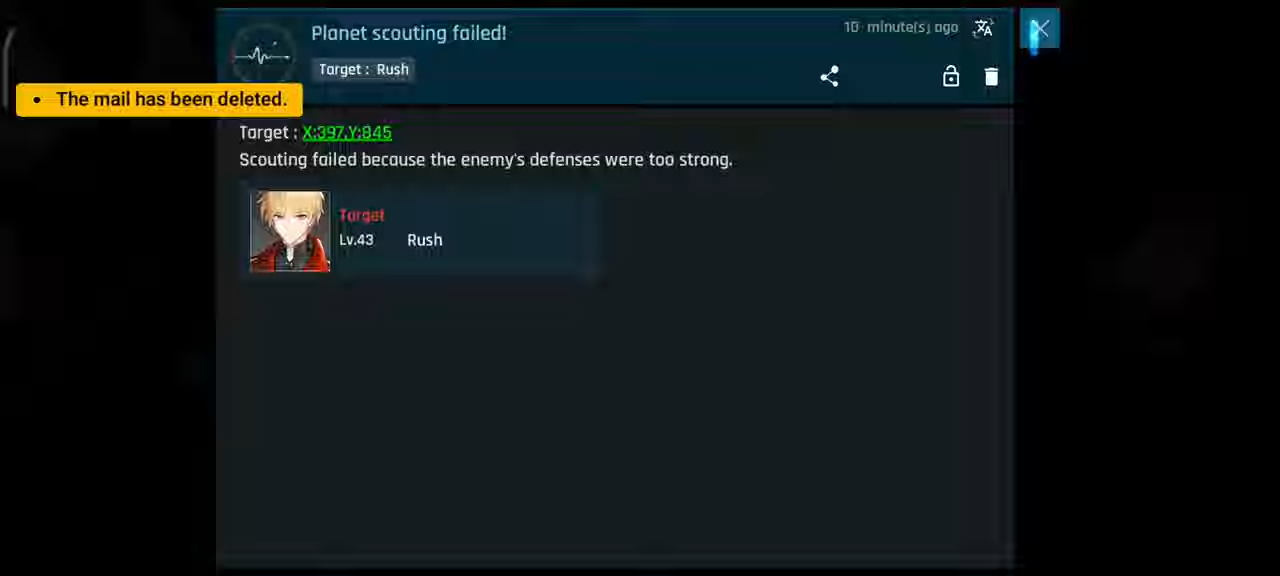 Planet scouting failed!
10 minute(s) ago
Target : Rush
The mail has been deleted.
Target : X:397,Y:845
Scouting failed because the enemy's defenses were too strong.
Target
Lv.43 Rush